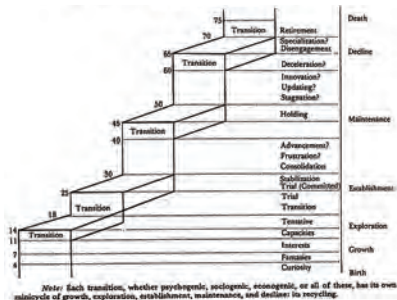 75
Death
Transition
Retirement
70
Specialization?
Disengagement
Decline
65
Transition
60
Deceleration?
Innovation?
Updating?
Stagnation?
50
Holding
Maintenance
45
Transition
40
Advancement?
Frustration?
Consolidation
30
Stabilization
Trial (Committed)
Establishment
25
Transition
Trial
Transition
18
Tentative
Exploration
14
Transition
Capacities
11
Interests
Growth
7
Fantasies
4
Curiosity
Birth
Note: Each transition, whether psychogenic, sociogenic, econogenic, or all of these, has its own
minicycle of growth, exploration, establishment, maintenance, and decline: its recycling.